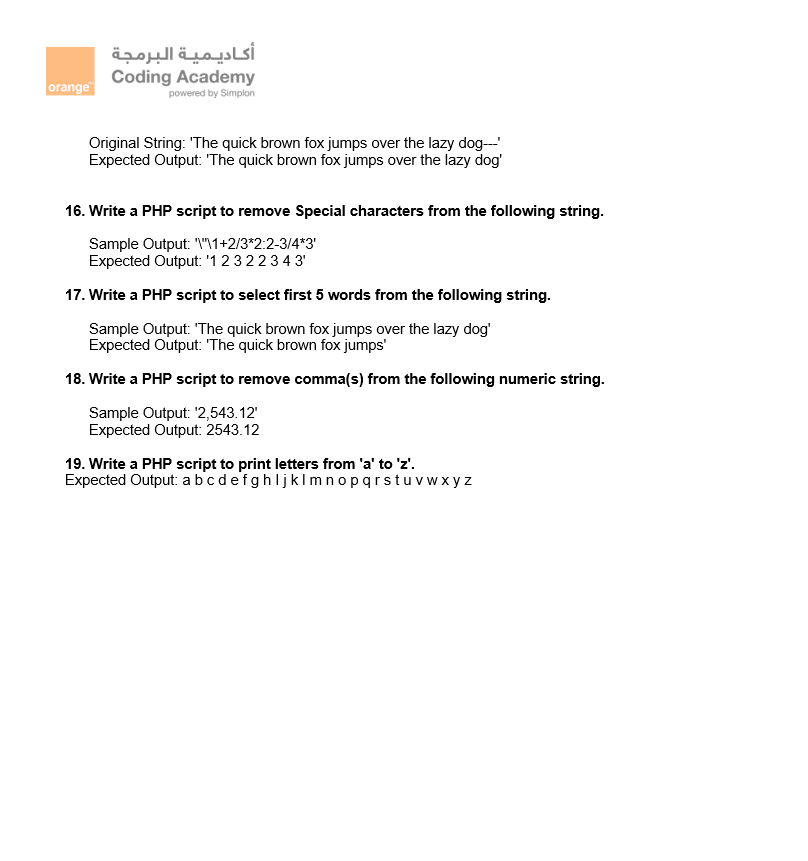 أكاديمية البرمجة
Coding Academy
powered by Simplon
orange™
Original String: 'The quick brown fox jumps over the lazy dog---'
Expected Output: 'The quick brown fox jumps over the lazy dog'
16. Write a PHP script to remove Special characters from the following string.
Sample Output: '\"\1+2/3*2:2-3/4*3'
Expected Output: '1 2 3 2 2 3 4 3'
17. Write a PHP script to select first 5 words from the following string.
Sample Output: 'The quick brown fox jumps over the lazy dog'
Expected Output: 'The quick brown fox jumps'
18. Write a PHP script to remove comma(s) from the following numeric string.
Sample Output: '2,543.12'
Expected Output: 2543.12
19. Write a PHP script to print letters from 'a' to 'z'.
Expected Output: a b c d e f g h I j k l m n o p q r s t u v w x y z